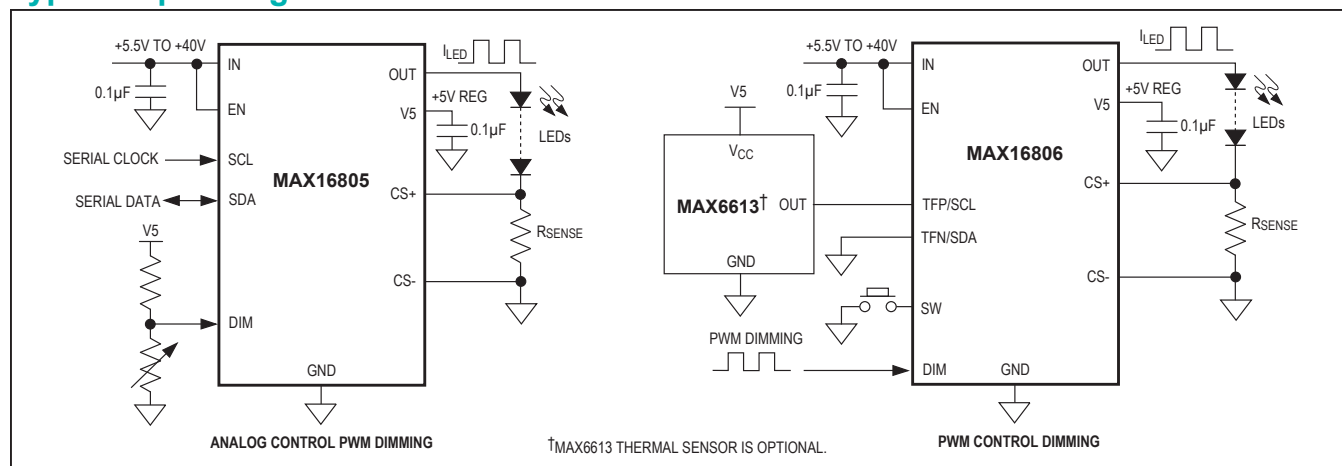 +5.5V TO +40V
0.1µF
IN
EN
SERIAL CLOCK
SCL
SERIAL DATA
SDA
V5
DIM
MAX16805
GND
OUT
V5
CS+
CS-
ILED
+5V REG
0.1µF
LEDs
RSENSE
ANALOG CONTROL PWM DIMMING
+5.5V TO +40V
0.1µF
V5
VCC
MAX6613†
OUT
GND
IN
EN
TFP/SCL
TFN/SDA
SW
PWM DIMMING
DIM
MAX16806
GND
OUT
V5
CS+
CS-
ILED
+5V REG
0.1µF
LEDs
RSENSE
†MAX6613 THERMAL SENSOR IS OPTIONAL.
PWM CONTROL DIMMING